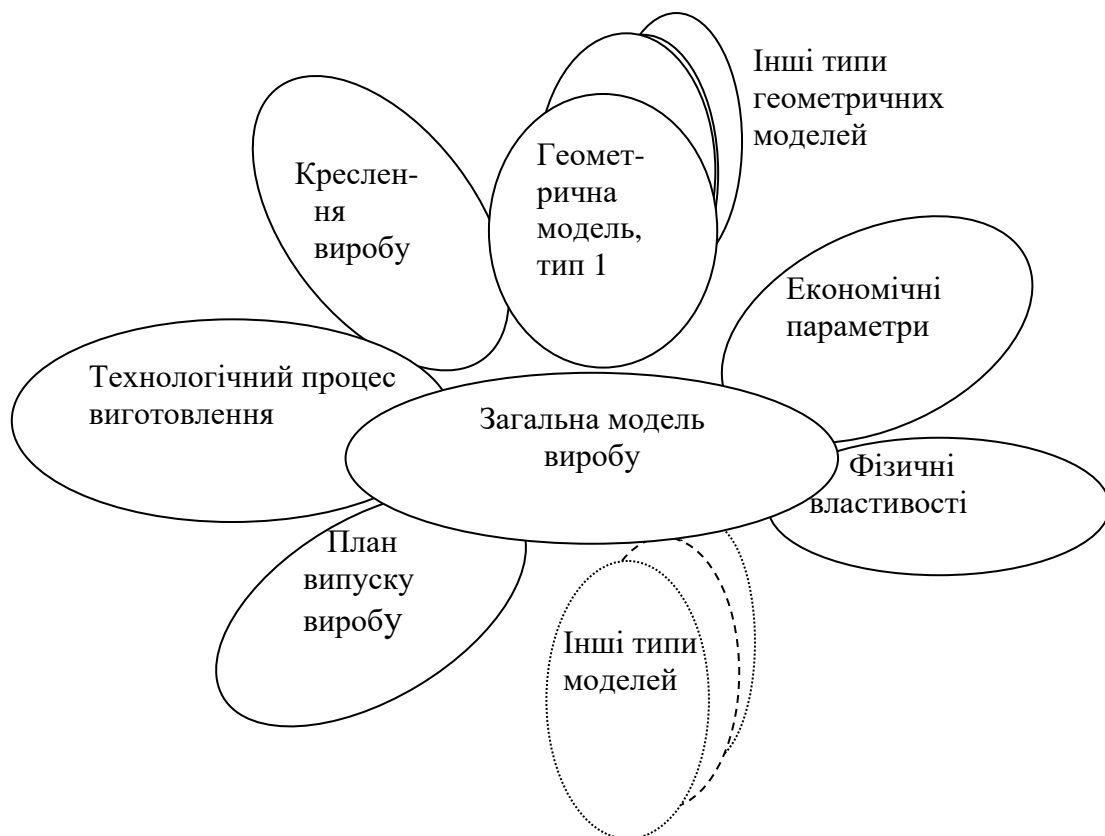 Інші типи
геометричних
моделей
Геомет-
рична
модель,
тип 1
Креслен-
ня
виробу
Економічні
параметри
Технологічний процес
виготовлення
Загальна модель
виробу
Фізичні
властивості
План
випуску
виробу
Інші типи
моделей